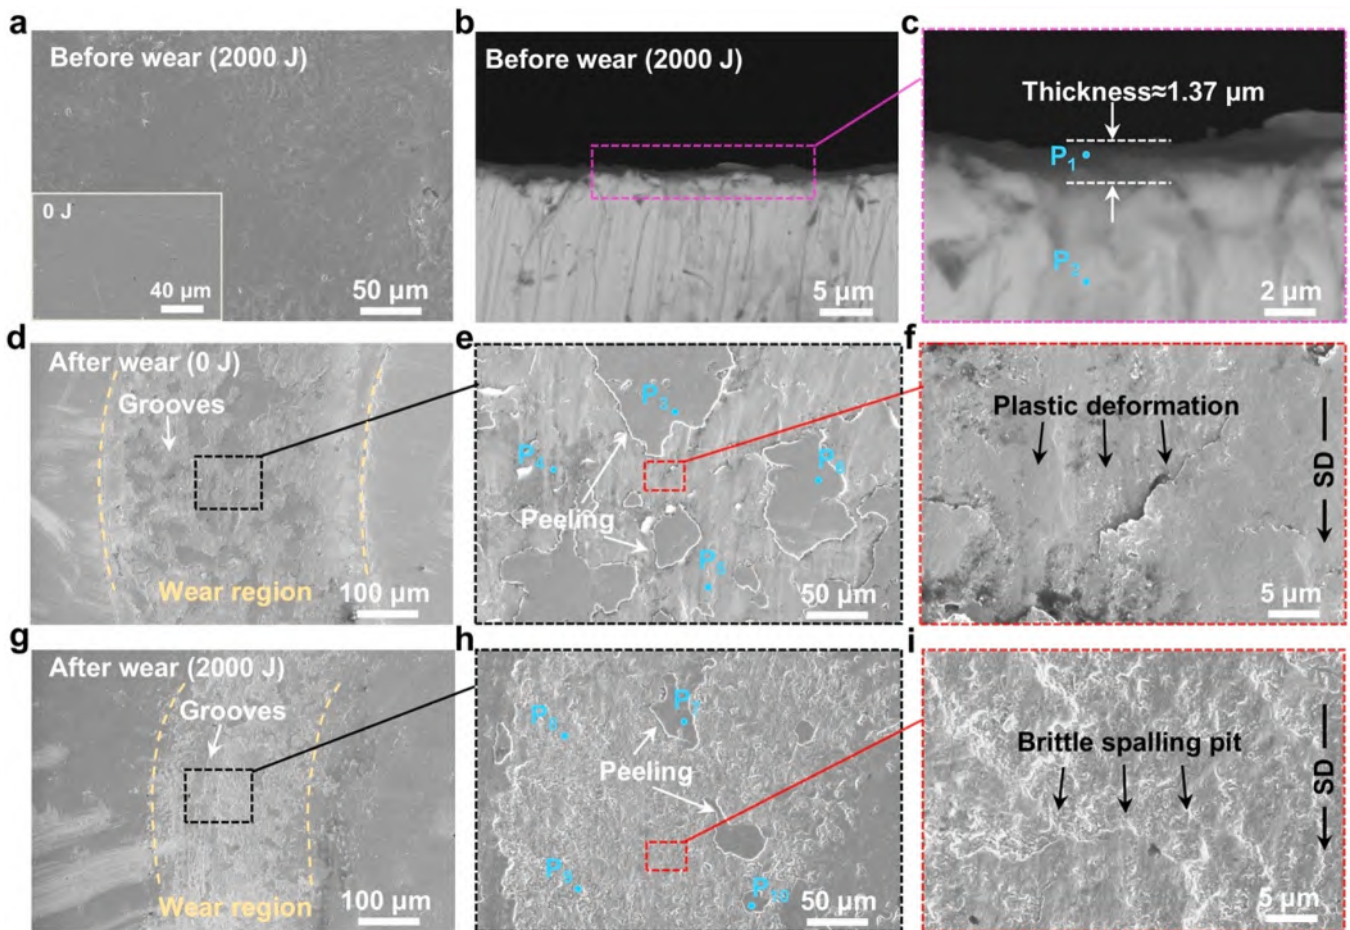 a
Before wear (2000 J)
0 J
40 μm
50 μm
b
Before wear (2000 J)
5 μm
c
Thickness≈1.37 μm
P1
P2
2 μm
d
After wear (0 J)
Grooves
Wear region
100 μm
e
P3
P4
P5
Peeling
P6
50 μm
f
Plastic deformation
SD
5 μm
g
After wear (2000 J)
Grooves
Wear region
100 μm
h
P7
Peeling
P10
50 μm
i
Brittle spalling pit
SD
5 μm